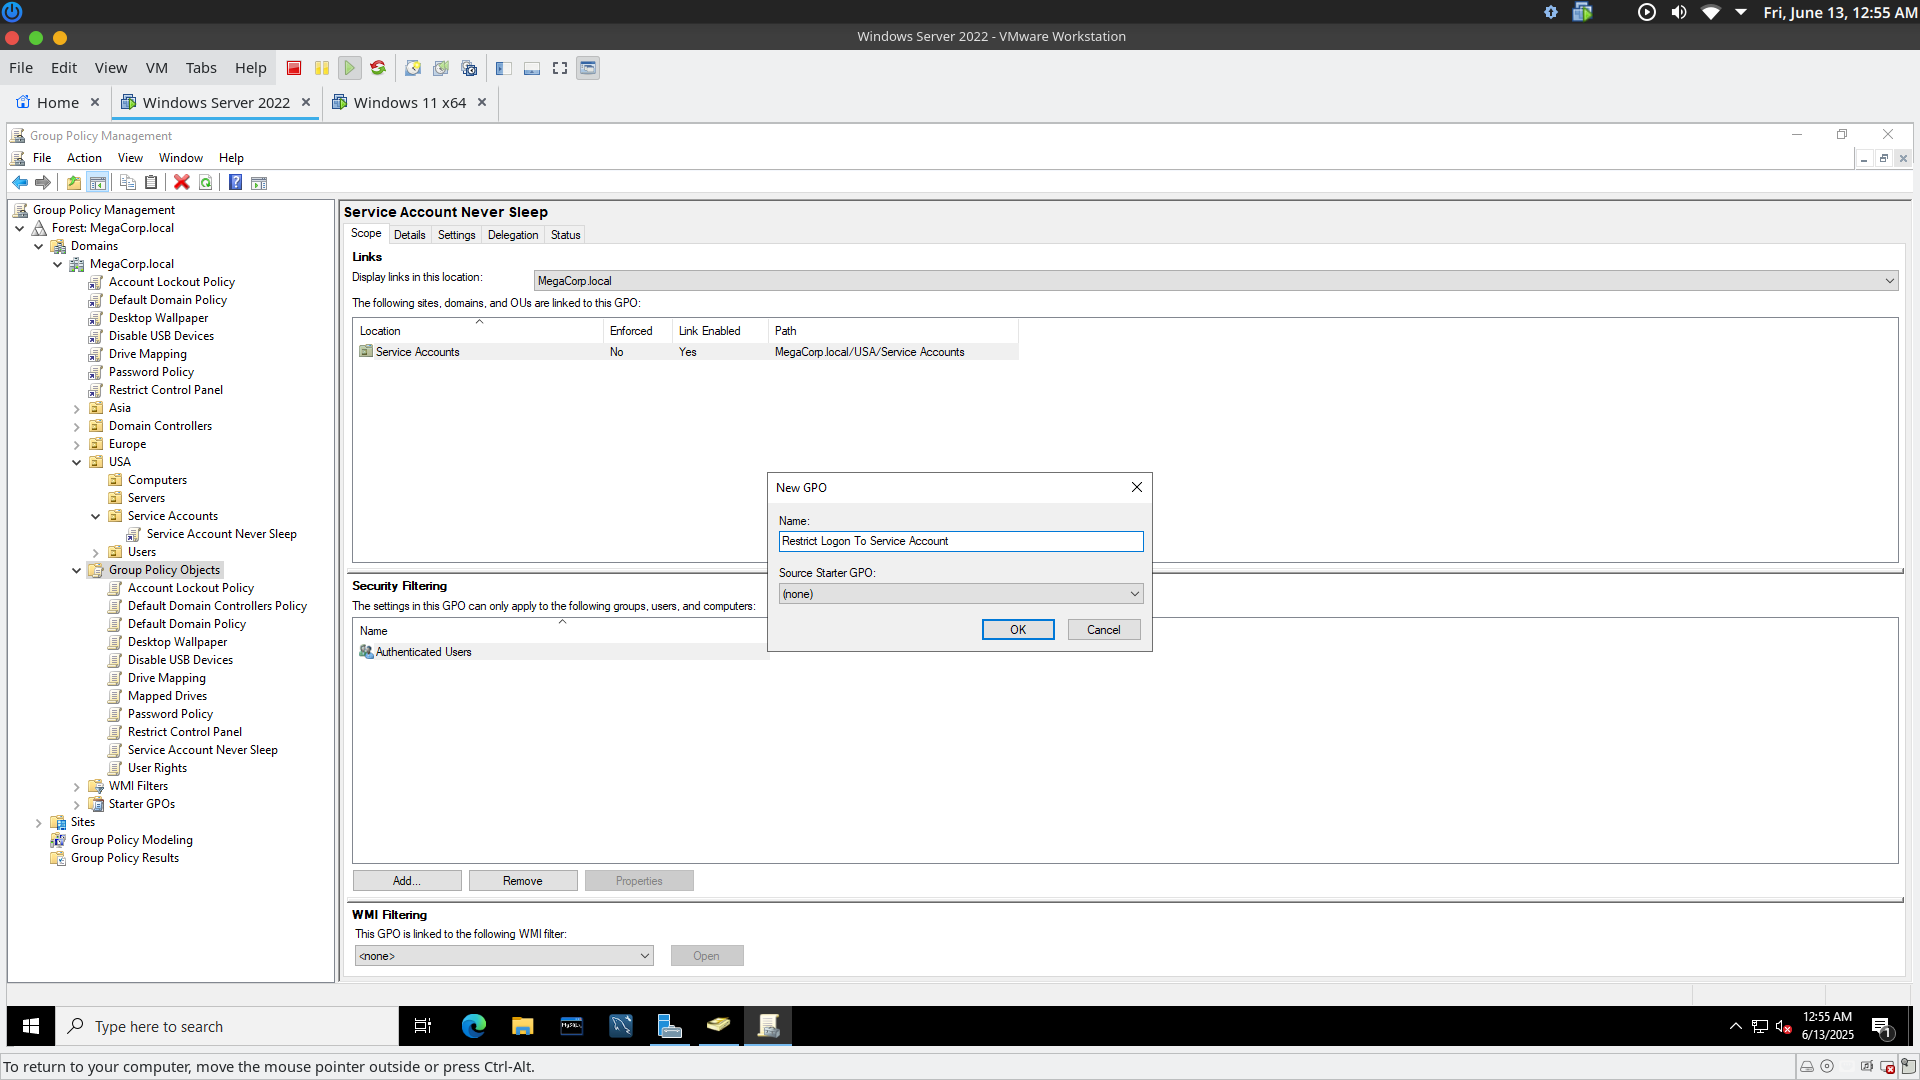 Fri, June 13, 12:55 AM
Windows Server 2022 - VMware Workstation
File Edit View VM Tabs Help
Home Windows Server 2022 Windows 11 x64
Group Policy Management
File Action View Window Help
Group Policy Management
Forest: MegaCorp.local
Domains
MegaCorp.local
Account Lockout Policy
Default Domain Policy
Desktop Wallpaper
Disable USB Devices
Drive Mapping
Password Policy
Restrict Control Panel
Asia
Domain Controllers
Europe
USA
Computers
Servers
Service Accounts
Service Account Never Sleep
Users
Group Policy Objects
Account Lockout Policy
Default Domain Controllers Policy
Default Domain Policy
Desktop Wallpaper
Disable USB Devices
Drive Mapping
Mapped Drives
Password Policy
Restrict Control Panel
Service Account Never Sleep
User Rights
WMI Filters
Starter GPOs
Sites
Group Policy Modeling
Group Policy Results
Service Account Never Sleep
Scope Details Settings Delegation Status
Links
Display links in this location: MegaCorp.local
The following sites, domains, and OUs are linked to this GPO:
Location Enforced Link Enabled Path
Service Accounts No Yes MegaCorp.local/USA/Service Accounts
New GPO
Name:
Restrict Logon To Service Account
Source Starter GPO:
(none)
OK Cancel
Security Filtering
The settings in this GPO can only apply to the following groups, users, and computers:
Name
Authenticated Users
Add... Remove Properties
WMI Filtering
This GPO is linked to the following WMI filter:
<none> Open
Type here to search
MySQL
12:55 AM
6/13/2025
1
To return to your computer, move the mouse pointer outside or press Ctrl-Alt.